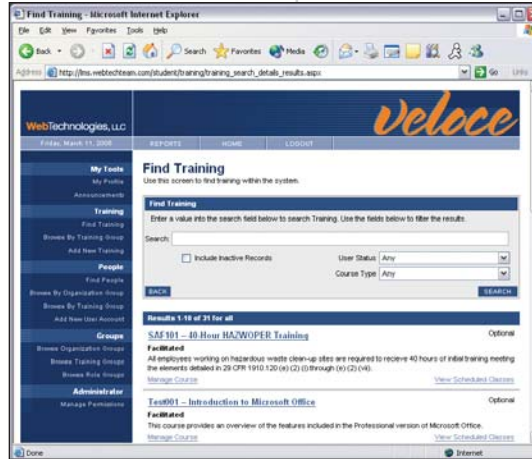 Find Training - Microsoft Internet Explorer
File Edit View Favorites Tools Help
Back Search Favorites Media
Address http://lms.webtechteam.com/student/training/training_search_details_results.aspx Go Links
veloce
WebTechnologies, LLC
Friday, March 11, 2005 REPORTS HOME LOGOUT
My Tools
My Profile
Announcements
Training
Find Training
Browse By Training Group
Add New Training
People
Find People
Browse By Organization Group
Browse By Training Group
Add New User Account
Groups
Browse Organization Groups
Browse Training Groups
Browse Role Groups
Administrator
Manage Permissions
Find Training
Use this screen to find training within the system.
Find Training
Enter a value into the search field below to search Training. Use the fields below to filter the results.
Search:
Include Inactive Records User Status Any
Course Type Any
BACK SEARCH
Results 1-10 of 31 for all
SAF101 – 40-Hour HAZWOPER Training Optional
Facilitated
All employees working on hazardous waste clean-up sites are required to recieve 40 hours of initial training meeting
the elements detailed in 29 CFR 1910.120 (e) (2) (i) through (e) (2) (vii).
Manage Course View Scheduled Classes
Test001 – Introduction to Microsoft Office Optional
Facilitated
This course provides an overview of the features included in the Professional version of Microsoft Office.
Manage Course View Scheduled Classes
Done Internet